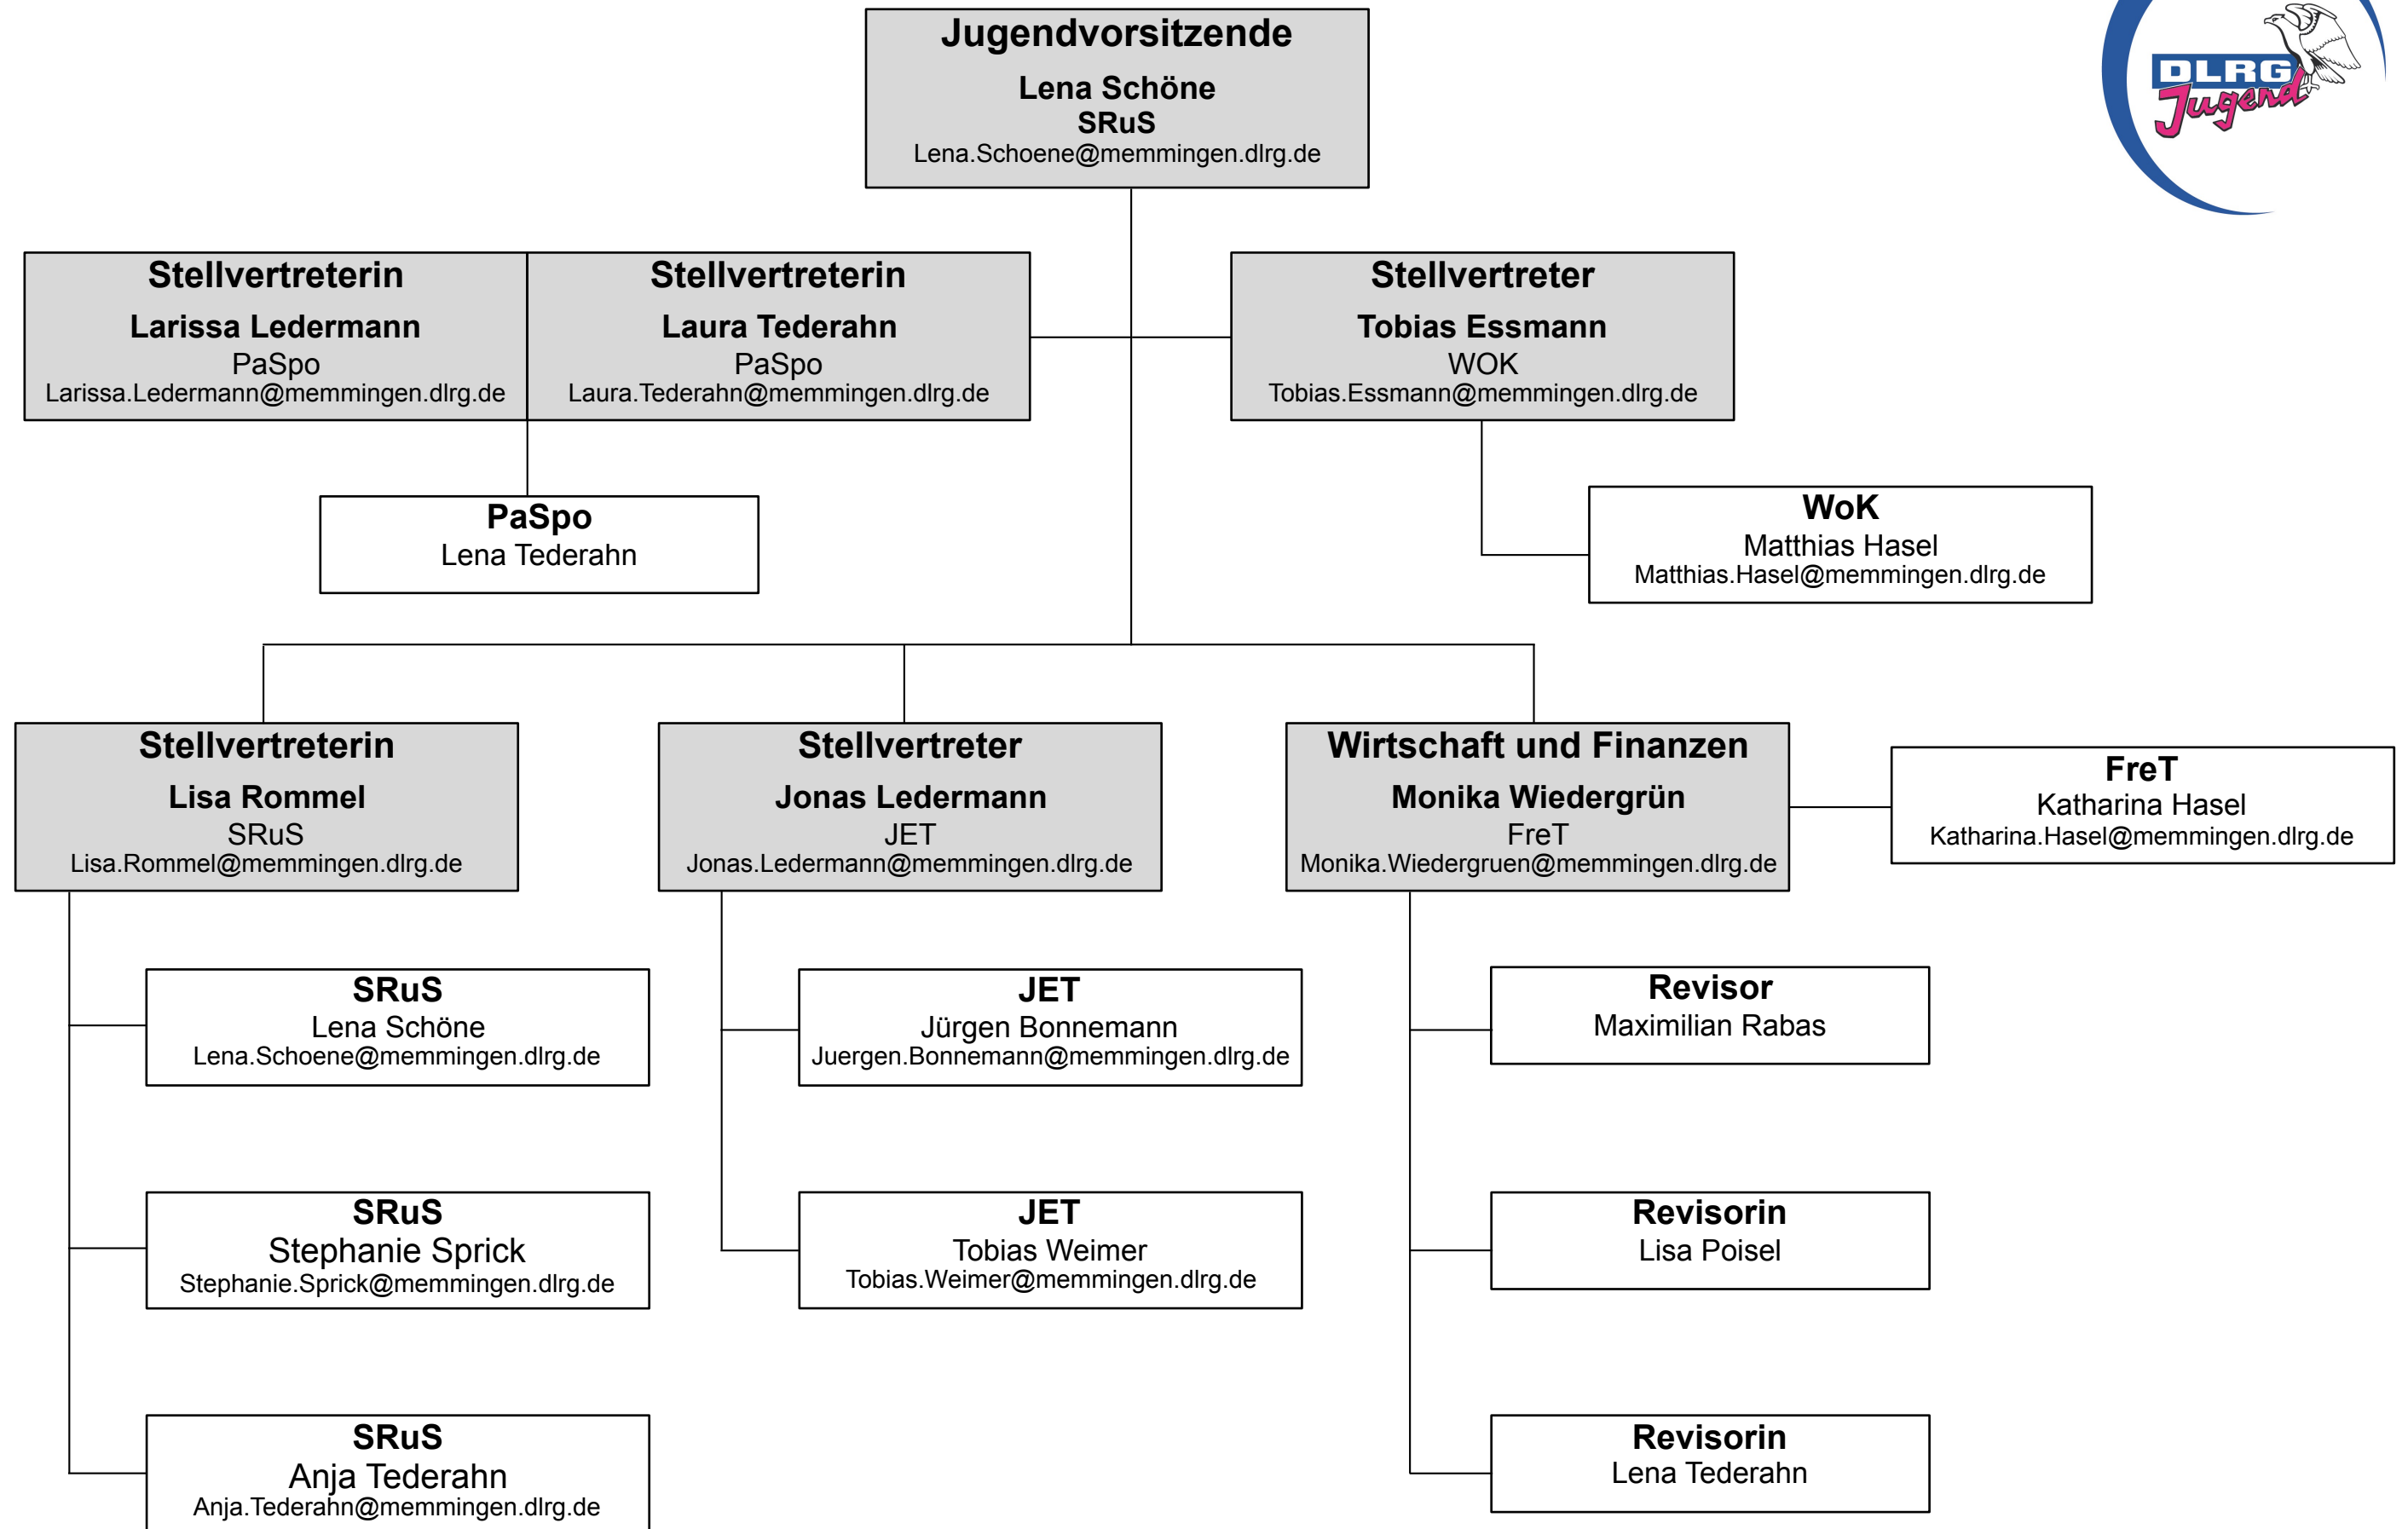 Jugendvorsitzende
Lena Schöne
SRuS
Lena.Schoene@memmingen.dlrg.de
DLRG
Jugend
Stellvertreterin
Larissa Ledermann
PaSpo
Larissa.Ledermann@memmingen.dlrg.de
Stellvertreterin
Laura Tederahn
PaSpo
Laura.Tederahn@memmingen.dlrg.de
Stellvertreter
Tobias Essmann
WOK
Tobias.Essmann@memmingen.dlrg.de
PaSpo
Lena Tederahn
WoK
Matthias Hasel
Matthias.Hasel@memmingen.dlrg.de
Stellvertreterin
Lisa Rommel
SRuS
Lisa.Rommel@memmingen.dlrg.de
Stellvertreter
Jonas Ledermann
JET
Jonas.Ledermann@memmingen.dlrg.de
Wirtschaft und Finanzen
Monika Wiedergrün
FreT
Monika.Wiedergruen@memmingen.dlrg.de
FreT
Katharina Hasel
Katharina.Hasel@memmingen.dlrg.de
SRuS
Lena Schöne
Lena.Schoene@memmingen.dlrg.de
JET
Jürgen Bonnemann
Juergen.Bonnemann@memmingen.dlrg.de
Revisor
Maximilian Rabas
SRuS
Stephanie Sprick
Stephanie.Sprick@memmingen.dlrg.de
JET
Tobias Weimer
Tobias.Weimer@memmingen.dlrg.de
Revisorin
Lisa Poisel
SRuS
Anja Tederahn
Anja.Tederahn@memmingen.dlrg.de
Revisorin
Lena Tederahn